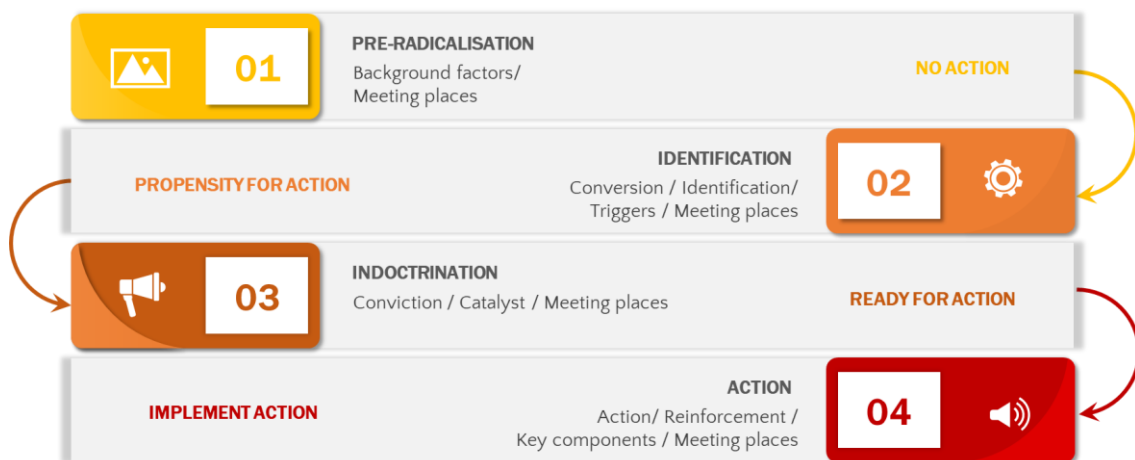 01
PRE-RADICALISATION
Background factors/
Meeting places
NO ACTION
PROPENSITY FOR ACTION
IDENTIFICATION
Conversion / Identification/
Triggers / Meeting places
02
03
INDOCTRINATION
Conviction / Catalyst / Meeting places
READY FOR ACTION
IMPLEMENT ACTION
ACTION
Action/ Reinforcement /
Key components / Meeting places
04